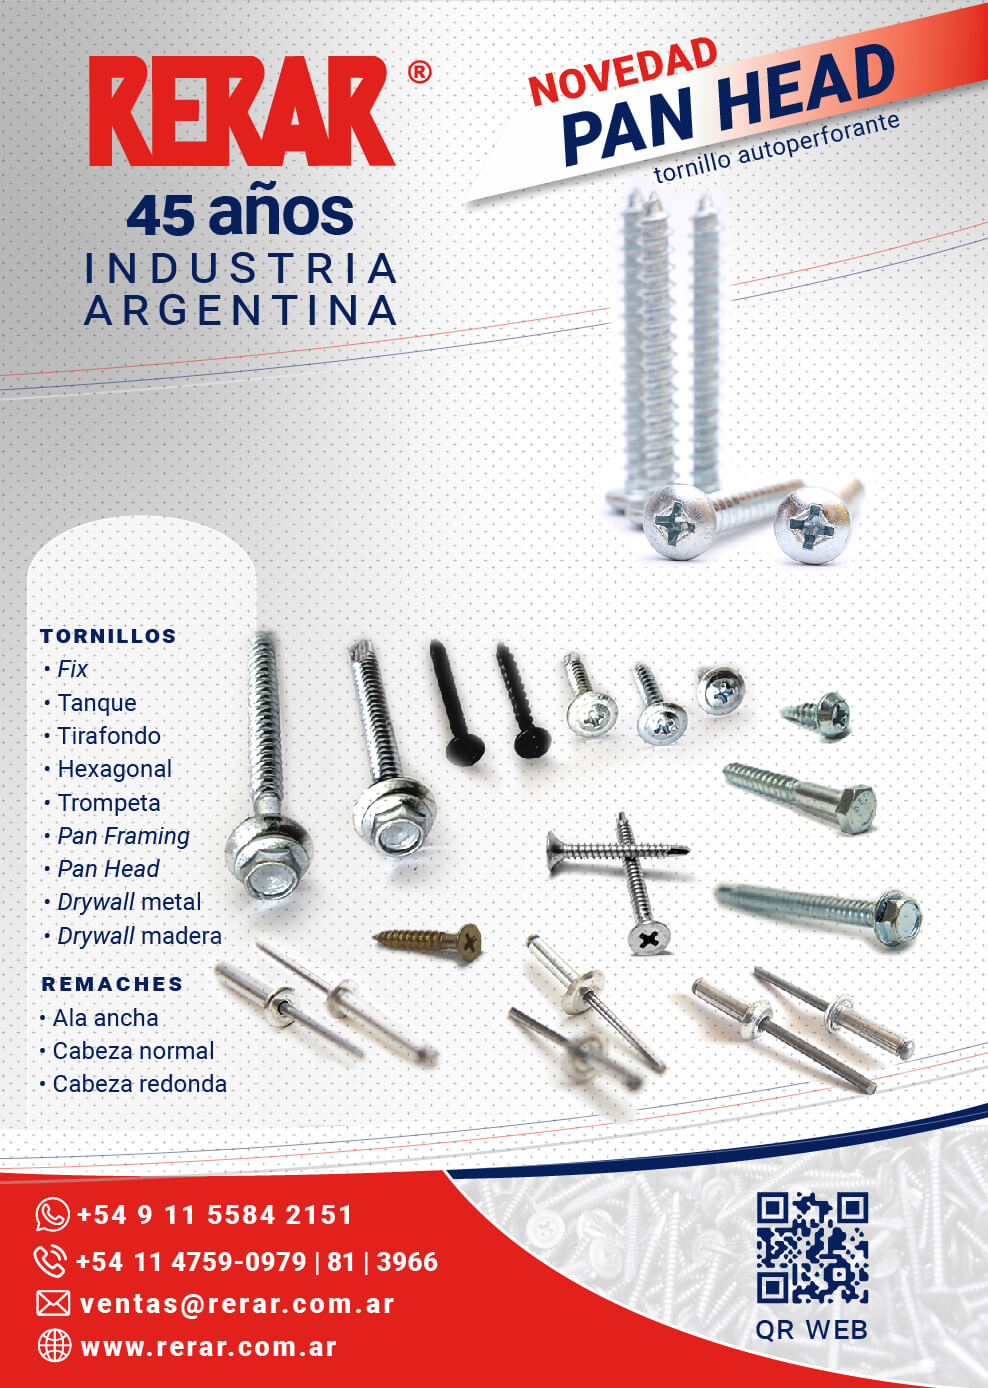 RERAR®
45 años
INDUSTRIA
ARGENTINA
NOVEDAD
PAN HEAD
tornillo autoperforante
TORNILLOS
• Fix
• Tanque
• Tirafondo
• Hexagonal
• Trompeta
• Pan Framing
• Pan Head
• Drywall metal
• Drywall madera
REMACHES
• Ala ancha
• Cabeza normal
• Cabeza redonda
+54 9 11 5584 2151
+54 11 4759-0979 | 81 | 3966
ventas@rerar.com.ar
www.rerar.com.ar
QR WEB